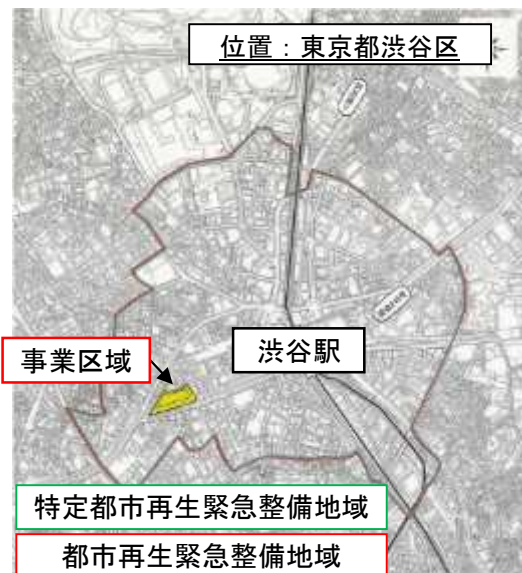 位置：東京都渋谷区
渋谷駅
事業区域
特定都市再生緊急整備地域
都市再生緊急整備地域